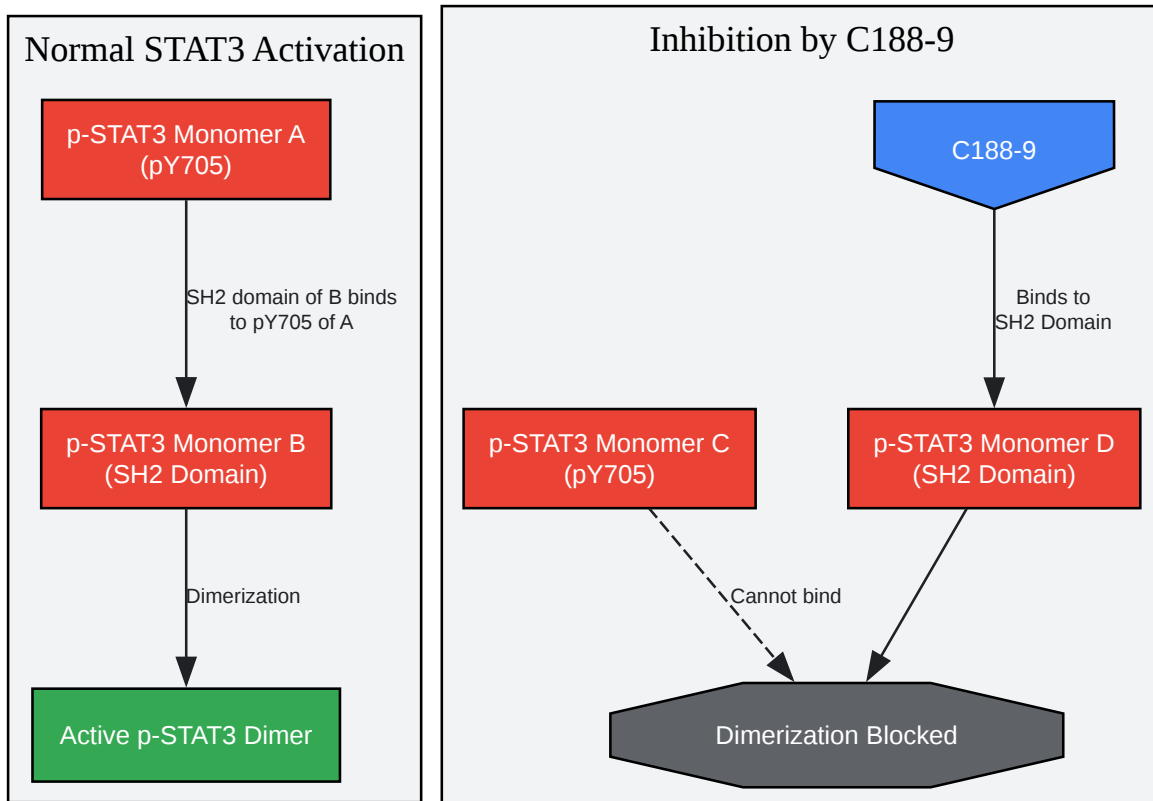 Normal STAT3 Activation
p-STAT3 Monomer A
(pY705)
SH2 domain of B binds
to pY705 of A
p-STAT3 Monomer B
(SH2 Domain)
Dimerization
Active p-STAT3 Dimer
Inhibition by C188-9
C188-9
Binds to
SH2 Domain
p-STAT3 Monomer C
(pY705)
p-STAT3 Monomer D
(SH2 Domain)
Cannot bind
Dimerization Blocked